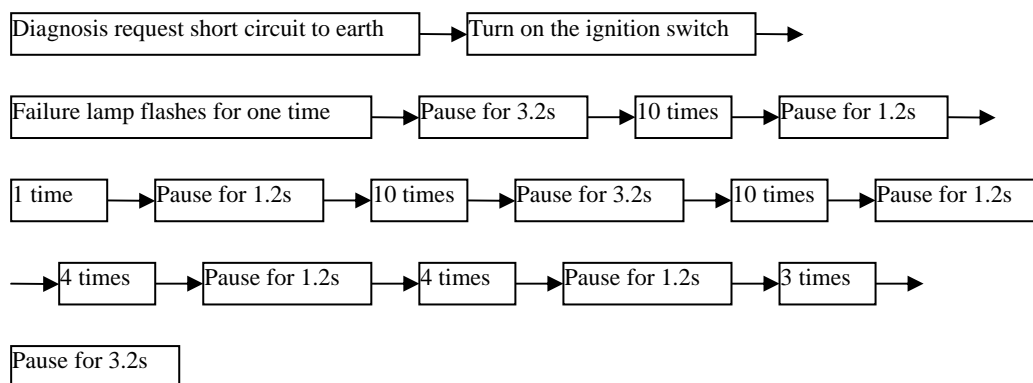 Diagnosis request short circuit to earth Turn on the ignition switch
Failure lamp flashes for one time Pause for 3.2s 10 times Pause for 1.2s
1 time Pause for 1.2s 10 times Pause for 3.2s 10 times Pause for 1.2s
4 times Pause for 1.2s 4 times Pause for 1.2s 3 times
Pause for 3.2s